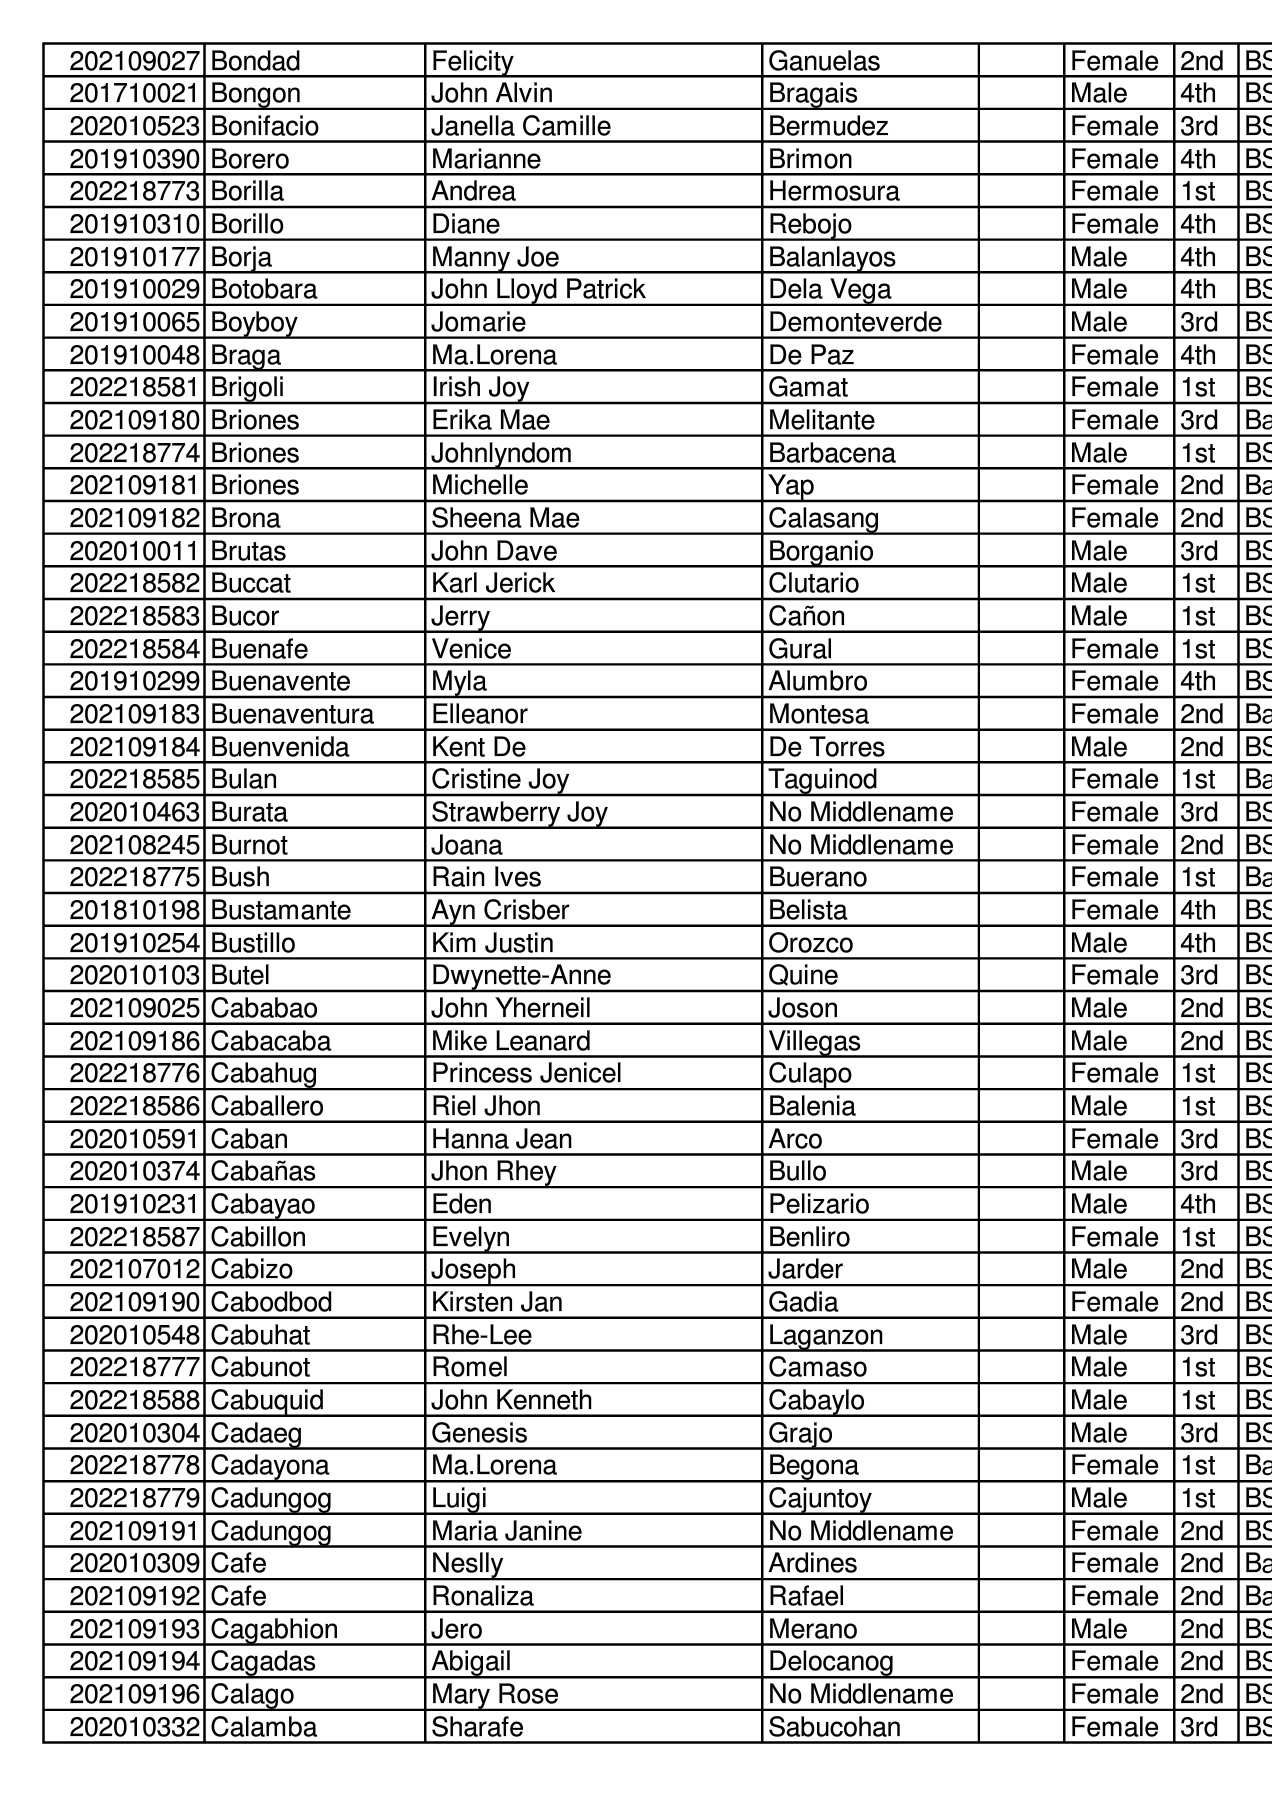 202109027 Bondad Felicity Ganuelas Female 2nd BS
201710021 Bongon John Alvin Bragais Male 4th BS
202010523 Bonifacio Janella Camille Bermudez Female 3rd BS
201910390 Borero Marianne Brimon Female 4th BS
202218773 Borilla Andrea Hermosura Female 1st BS
201910310 Borillo Diane Rebojo Female 4th BS
201910177 Borja Manny Joe Balanlayos Male 4th BS
201910029 Botobara John Lloyd Patrick Dela Vega Male 4th BS
201910065 Boyboy Jomarie Demonteverde Male 3rd BS
201910048 Braga Ma.Lorena De Paz Female 4th BS
202218581 Brigoli Irish Joy Gamat Female 1st BS
202109180 Briones Erika Mae Melitante Female 3rd Ba
202218774 Briones Johnlyndom Barbacena Male 1st BS
202109181 Briones Michelle Yap Female 2nd Ba
202109182 Brona Sheena Mae Calasang Female 2nd BS
202010011 Brutas John Dave Borganio Male 3rd BS
202218582 Buccat Karl Jerick Clutario Male 1st BS
202218583 Bucor Jerry Cañon Male 1st BS
202218584 Buenafe Venice Gural Female 1st BS
201910299 Buenavente Myla Alumbro Female 4th BS
202109183 Buenaventura Elleanor Montesa Female 2nd Ba
202109184 Buenvenida Kent De De Torres Male 2nd BS
202218585 Bulan Cristine Joy Taguinod Female 1st Ba
202010463 Burata Strawberry Joy No Middlename Female 3rd BS
202108245 Burnot Joana No Middlename Female 2nd BS
202218775 Bush Rain Ives Buerano Female 1st Ba
201810198 Bustamante Ayn Crisber Belista Female 4th BS
201910254 Bustillo Kim Justin Orozco Male 4th BS
202010103 Butel Dwynette-Anne Quine Female 3rd BS
202109025 Cababao John Yherneil Joson Male 2nd BS
202109186 Cabacaba Mike Leanard Villegas Male 2nd BS
202218776 Cabahug Princess Jenicel Culapo Female 1st BS
202218586 Caballero Riel Jhon Balenia Male 1st BS
202010591 Caban Hanna Jean Arco Female 3rd BS
202010374 Cabañas Jhon Rhey Bullo Male 3rd BS
201910231 Cabayao Eden Pelizario Male 4th BS
202218587 Cabillon Evelyn Benliro Female 1st BS
202107012 Cabizo Joseph Jarder Male 2nd BS
202109190 Cabodbod Kirsten Jan Gadia Female 2nd BS
202010548 Cabuhat Rhe-Lee Laganzon Male 3rd BS
202218777 Cabunot Romel Camaso Male 1st BS
202218588 Cabuquid John Kenneth Cabaylo Male 1st BS
202010304 Cadaeg Genesis Grajo Male 3rd BS
202218778 Cadayona Ma.Lorena Begona Female 1st Ba
202218779 Cadungog Luigi Cajuntoy Male 1st BS
202109191 Cadungog Maria Janine No Middlename Female 2nd BS
202010309 Cafe Neslly Ardines Female 2nd Ba
202109192 Cafe Ronaliza Rafael Female 2nd Ba
202109193 Cagabhion Jero Merano Male 2nd BS
202109194 Cagadas Abigail Delocanog Female 2nd BS
202109196 Calago Mary Rose No Middlename Female 2nd BS
202010332 Calamba Sharafe Sabucohan Female 3rd BS